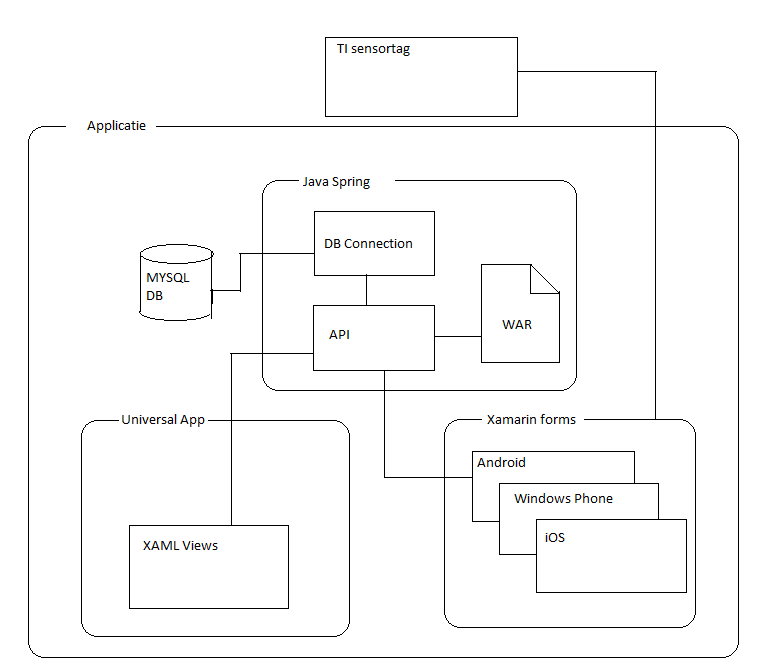 TI sensortag
Applicatie
Java Spring
DB Connection
MYSQL
DB
WAR
API
Universal App
Xamarin forms
Android
Windows Phone
iOS
XAML Views